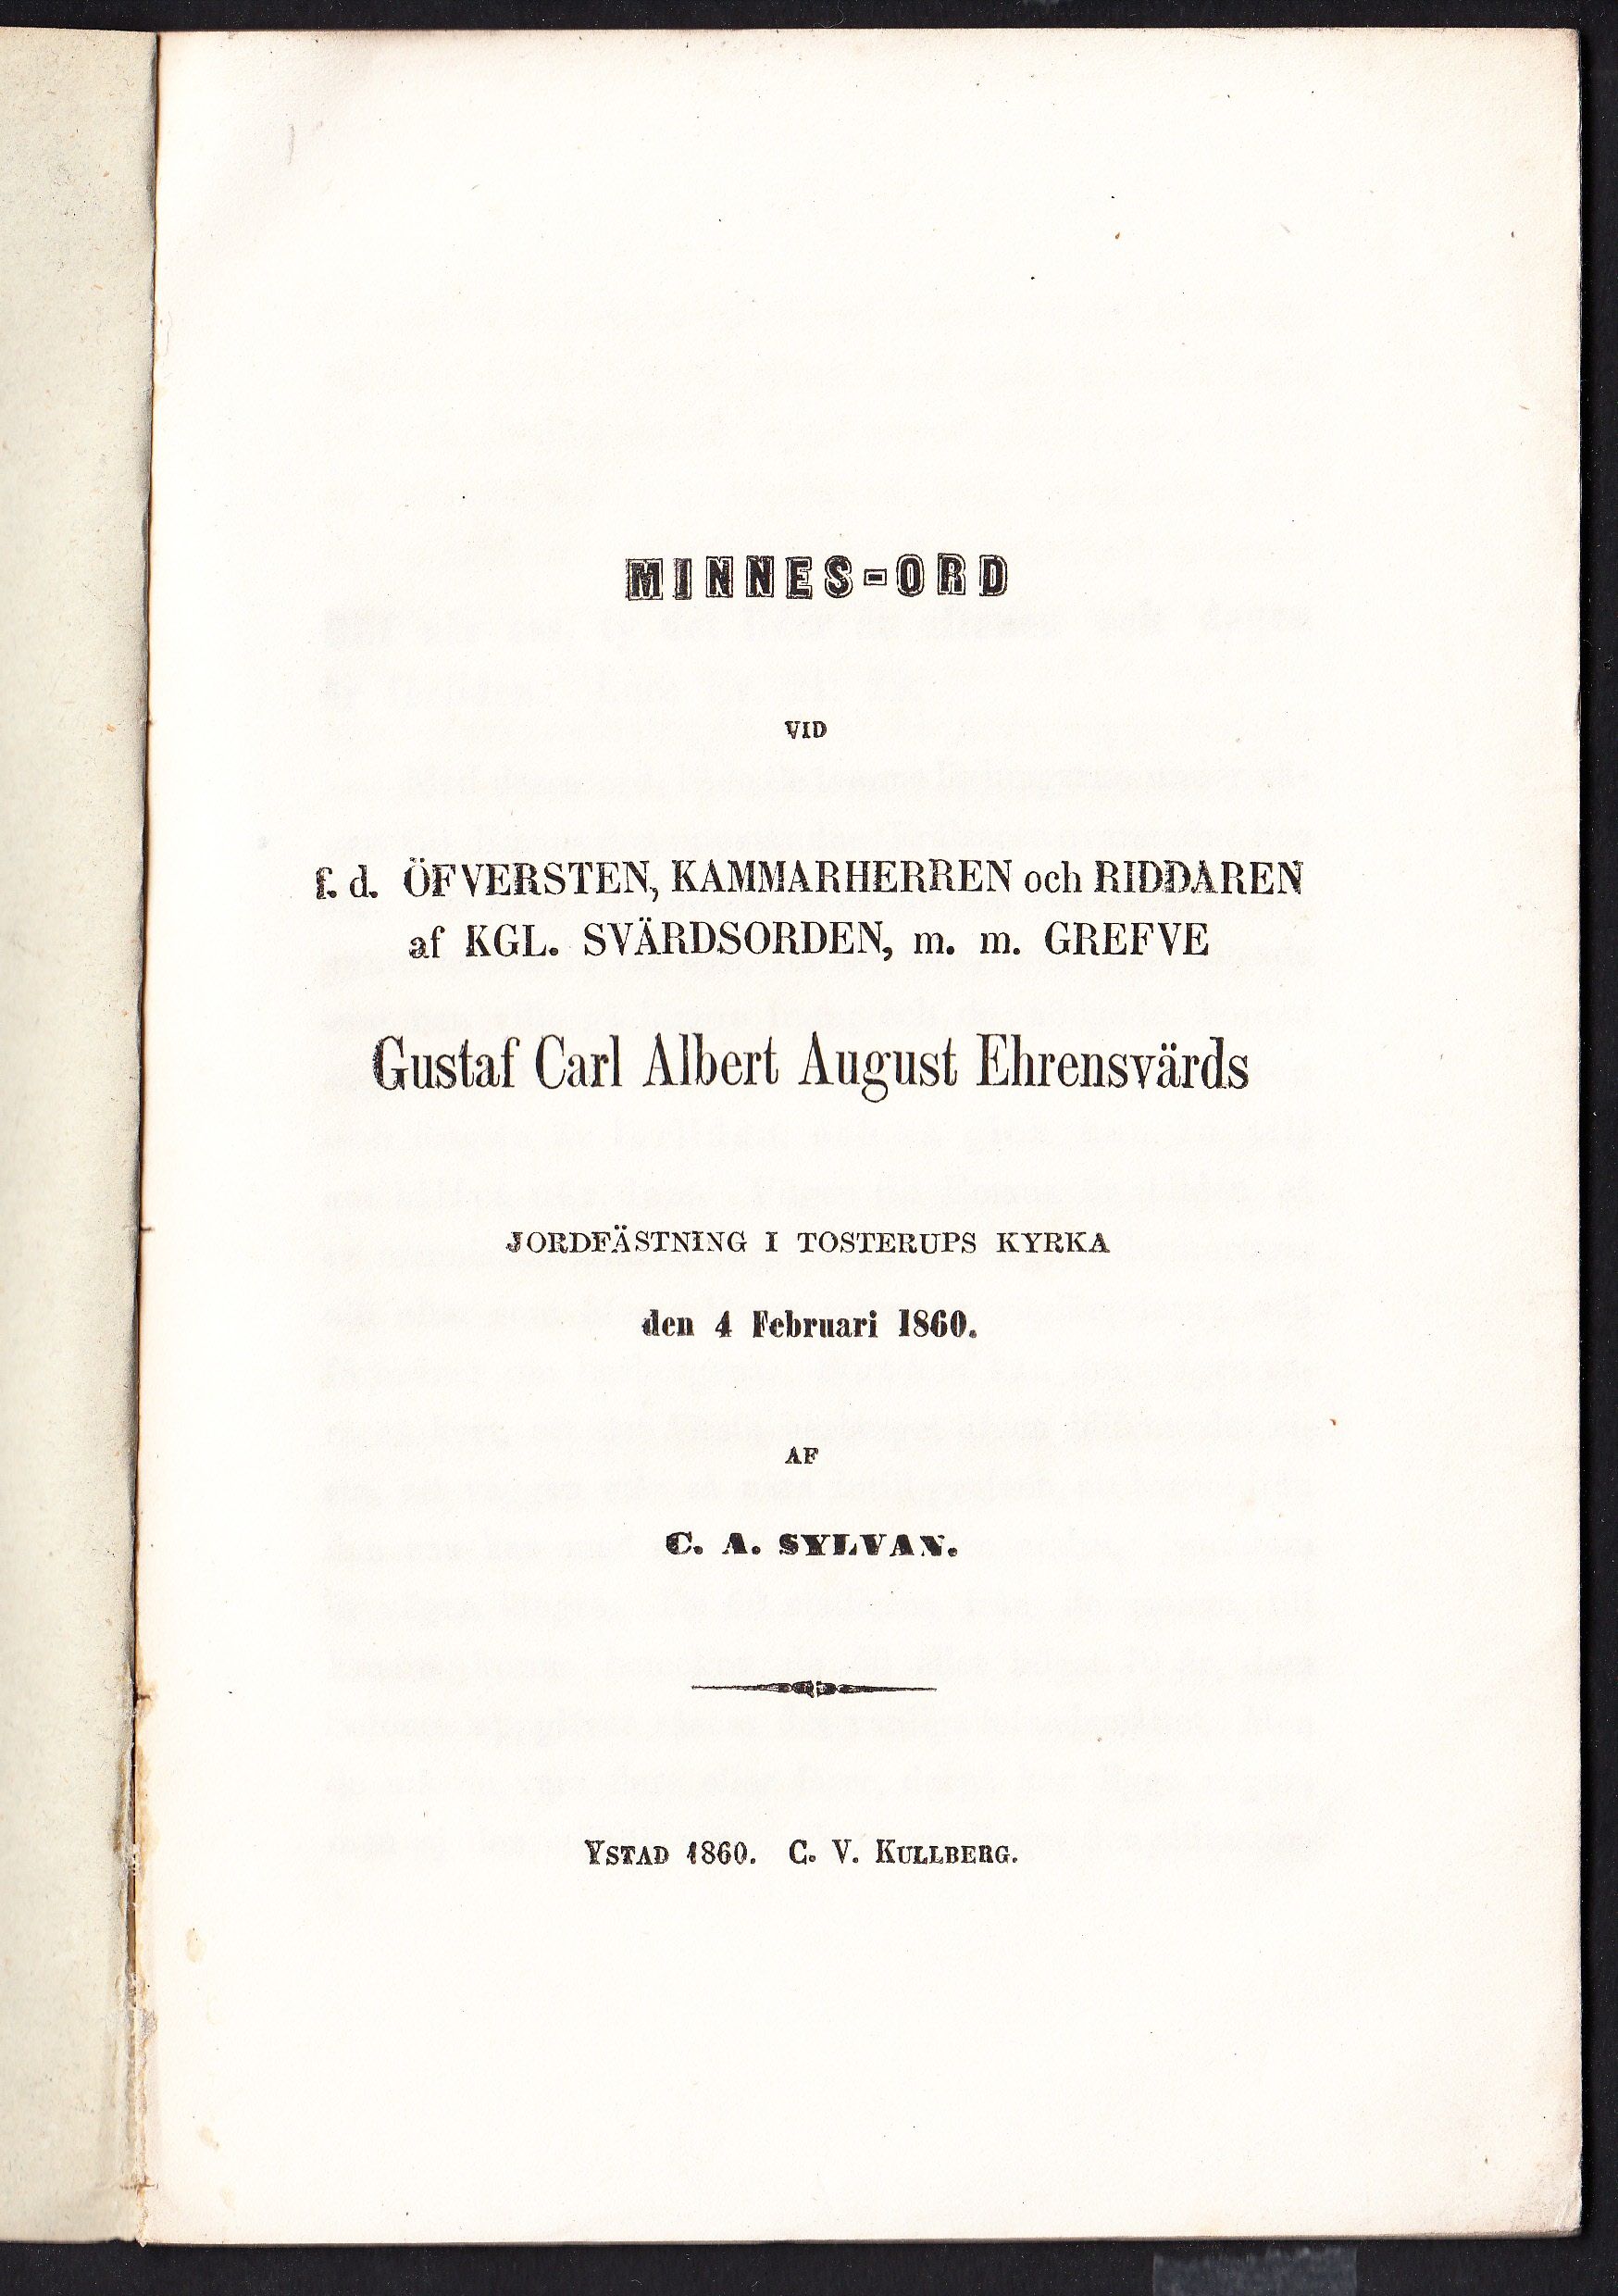 MINNES-ORD
VID
f. d. ÖFVERSTEN, KAMMARHERREN och RIDDAREN
af KGL. SVÄRDSORDEN, m. m. GREFVE
Gustaf Carl Albert August Ehrensvärds
JORDFÄSTNING I TOSTERUPS KYRKA
den 4 Februari 1860.
AF
C. A. SYLVAN.
YSTAD 1860. C. V. KULLBERG.